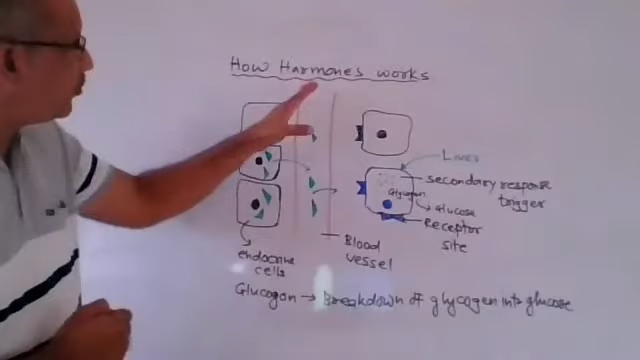 How Harmones works
Liver
secondary response
trigger
Glycogen
Glucose
Receptor
site
Blood
vessel
endocrine
cells
Glucogon → Breakdown of glycogen into glucose